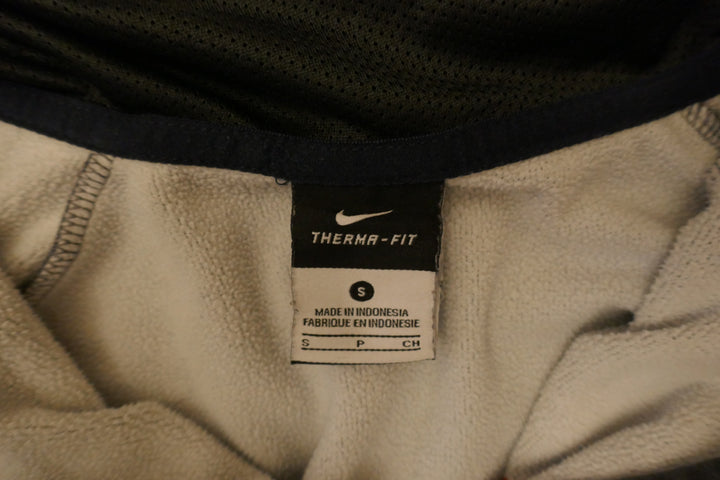 THERMA-FIT
S
MADE IN INDONESIA
FABRIQUE EN INDONESIE
S P CH